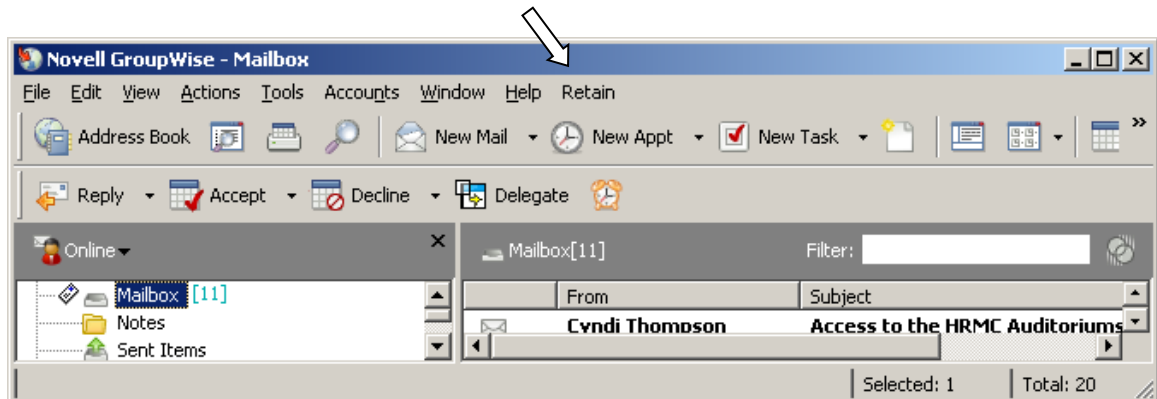 Novell GroupWise - Mailbox
File Edit View Actions Tools Accounts Window Help Retain
Address Book New Mail New Appt New Task »
Reply Accept Decline Delegate
Online Mailbox[11] Filter:
Mailbox [11] From Subject
Notes Cyndi Thompson Access to the HRMC Auditoriums
Sent Items
Selected: 1 Total: 20